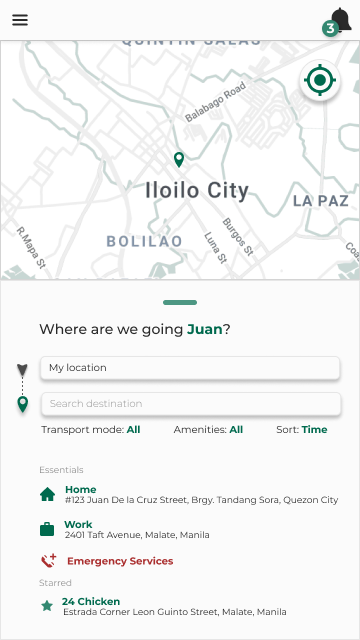 3
QUINTIN SALAS
Balabago Road
Iloilo City
LA PAZ
BOLILAO
R.Mapa St
Luna St
Burgos St
Where are we going Juan?
My location
Search destination
Transport mode: All Amenities: All Sort: Time
Essentials
Home
#123 Juan De la Cruz Street, Brgy. Tandang Sora, Quezon City
Work
2401 Taft Avenue, Malate, Manila
Emergency Services
Starred
24 Chicken
Estrada Corner Leon Guinto Street, Malate, Manila